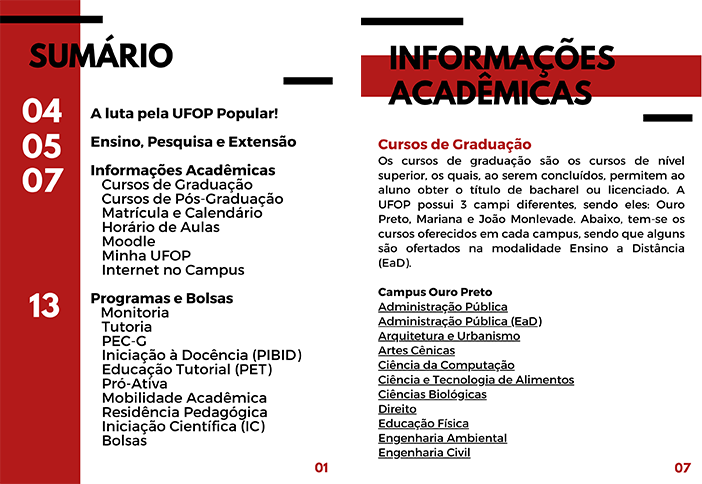 SUMÁRIO
04
A luta pela UFOP Popular!
05
Ensino, Pesquisa e Extensão
07
Informações Acadêmicas
Cursos de Graduação
Cursos de Pós-Graduação
Matrícula e Calendário
Horário de Aulas
Moodle
Minha UFOP
Internet no Campus
13
Programas e Bolsas
Monitoria
Tutoria
PEC-G
Iniciação à Docência (PIBID)
Educação Tutorial (PET)
Pró-Ativa
Mobilidade Acadêmica
Residência Pedagógica
Iniciação Científica (IC)
Bolsas
01
INFORMAÇÕES
ACADÊMICAS
Cursos de Graduação
Os cursos de graduação são os cursos de nível
superior, os quais, ao serem concluídos, permitem ao
aluno obter o título de bacharel ou licenciado. A
UFOP possui 3 campi diferentes, sendo eles: Ouro
Preto, Mariana e João Monlevade. Abaixo, tem-se os
cursos oferecidos em cada campus, sendo que alguns
são ofertados na modalidade Ensino a Distância
(EaD).
Campus Ouro Preto
Administração Pública
Administração Pública (EaD)
Arquitetura e Urbanismo
Artes Cênicas
Ciência da Computação
Ciência e Tecnologia de Alimentos
Ciências Biológicas
Direito
Educação Física
Engenharia Ambiental
Engenharia Civil
07